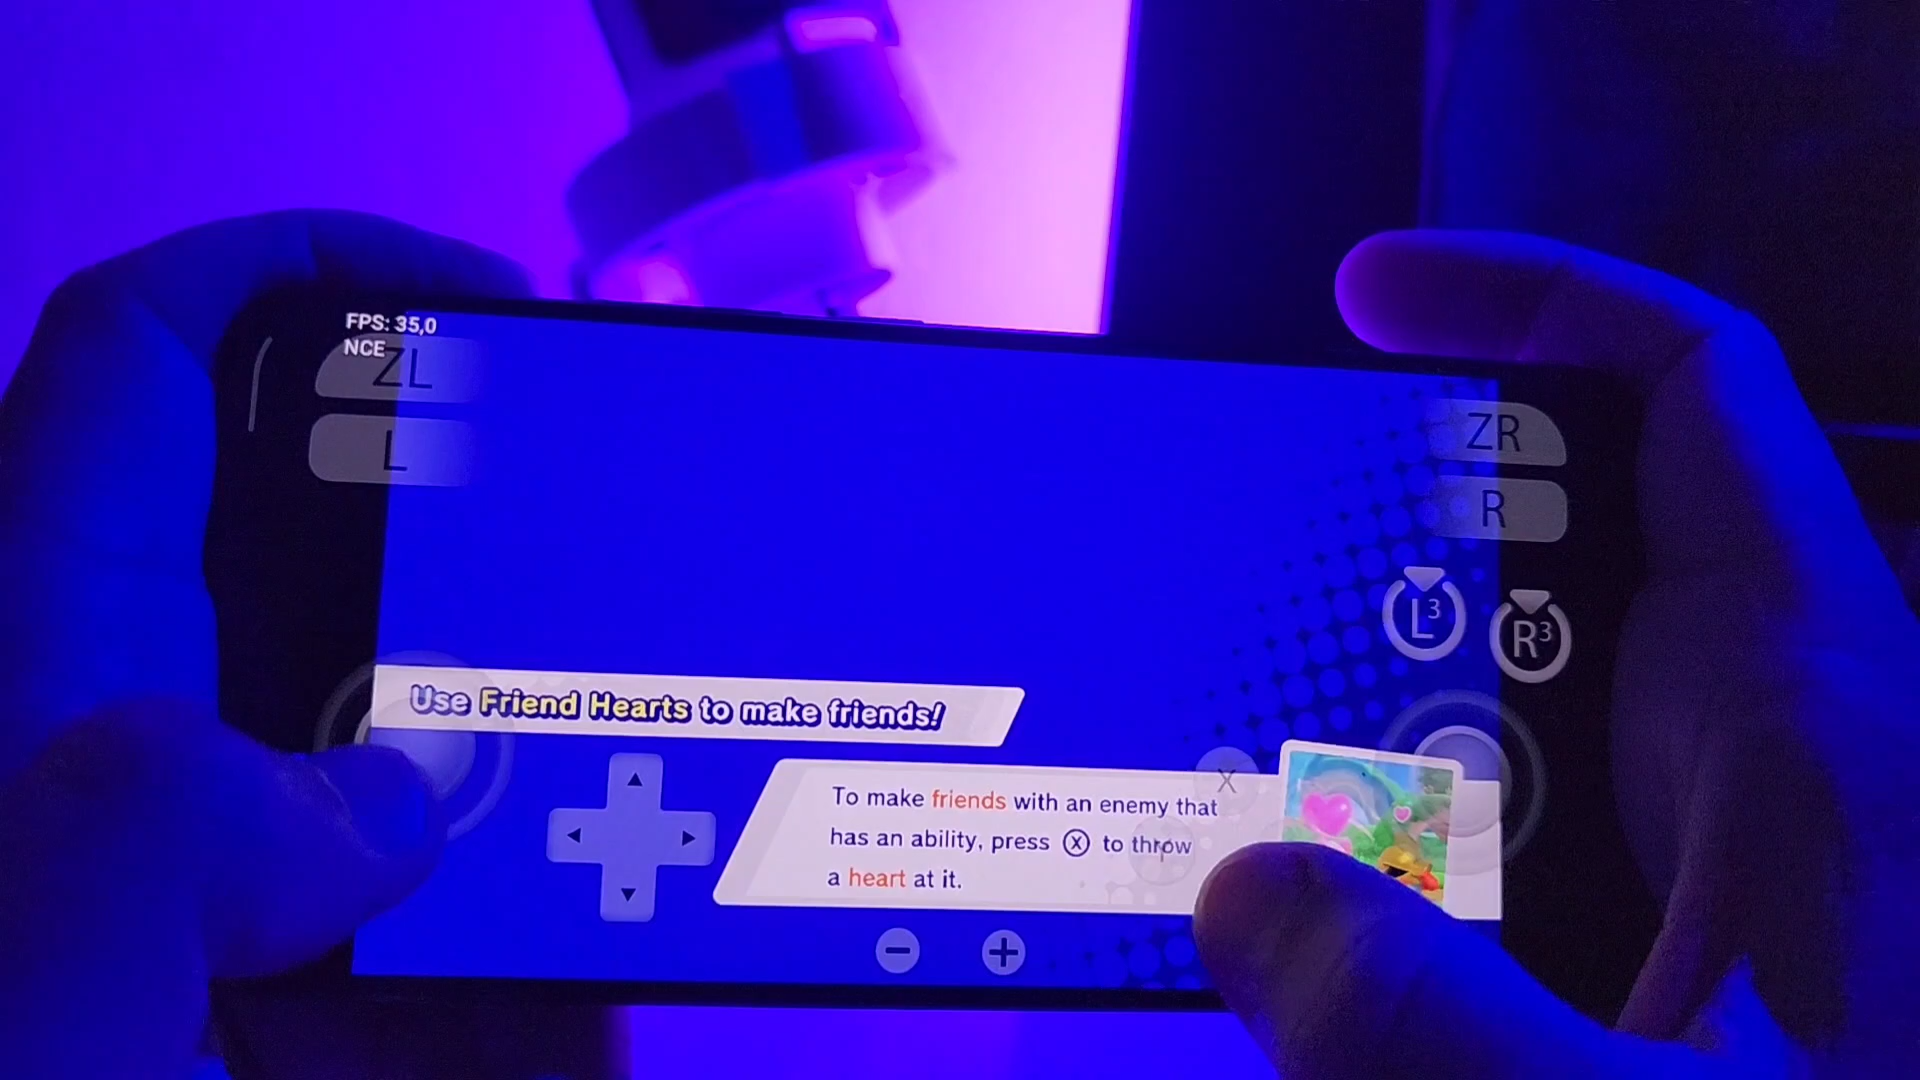 FPS: 35,0
NCE
ZL
L
ZR
R
L3
R3
Use Friend Hearts to make friends!
X
To make friends with an enemy that
has an ability, press Ⓧ to throw
a heart at it.